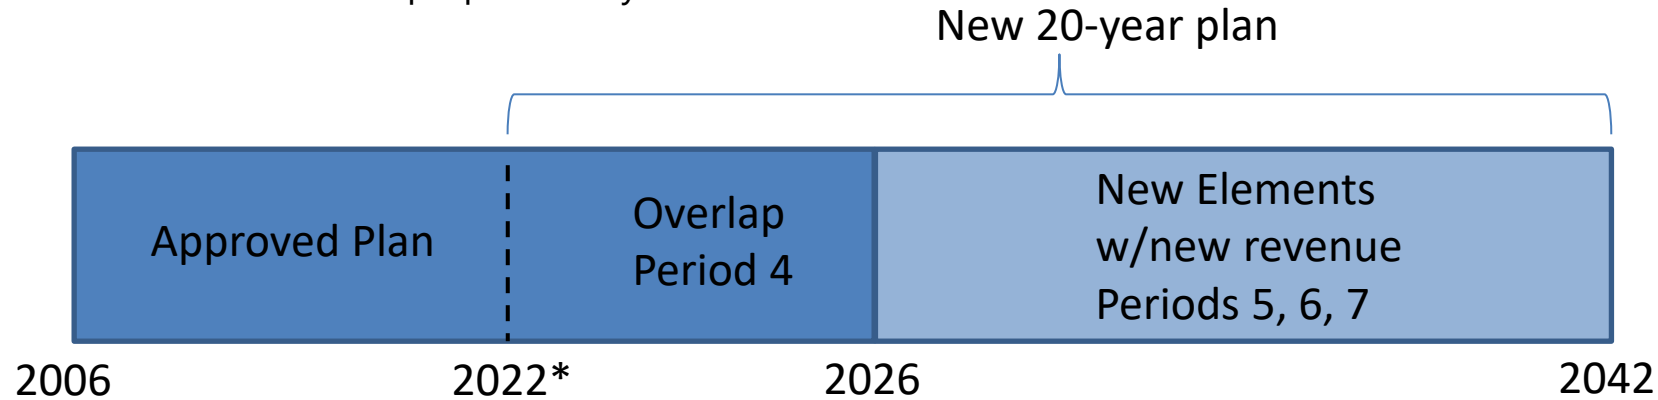 New 20-year plan
Approved Plan
Overlap
Period 4
New Elements
w/new revenue
Periods 5, 6, 7
2006
2022*
2026
2042